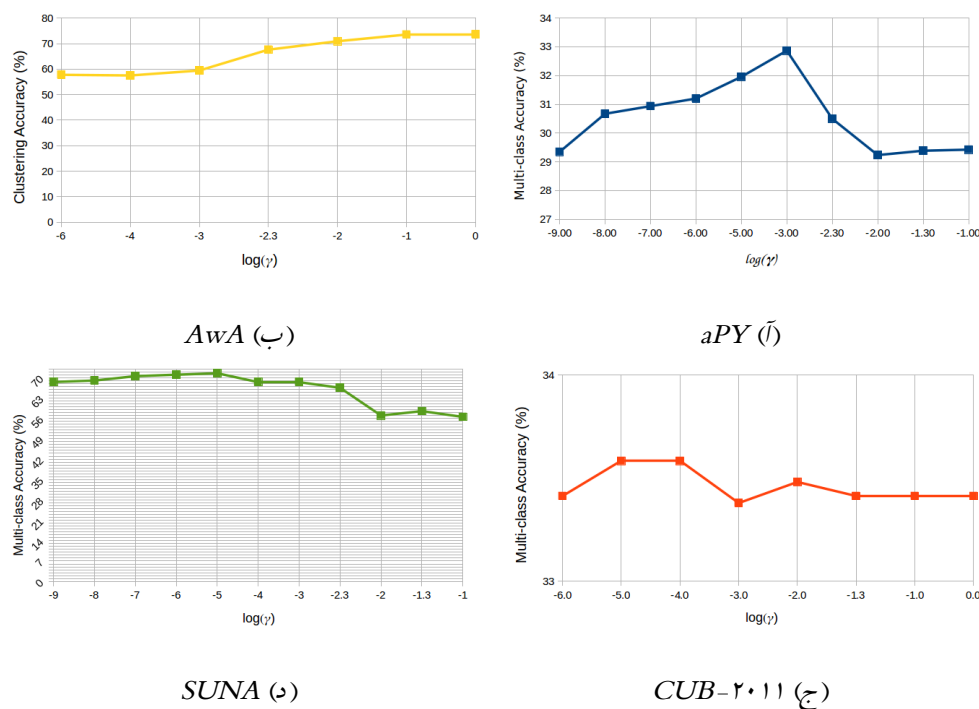 80
70
60
50
40
30
20
10
0
Clustering Accuracy (%)
-6 -4 -3 -2.3 -2 -1 0
log(γ)
AwA (ب)
34
33
32
31
30
29
28
27
Multi-class Accuracy (%)
-9.00 -8.00 -7.00 -6.00 -5.00 -3.00 -2.30 -2.00 -1.30 -1.00
log(γ)
aPY (آ)
70
63
56
49
42
35
28
21
14
7
0
Multi-class Accuracy (%)
-9 -8 -7 -6 -5 -4 -3 -2.3 -2 -1.3 -1
log(γ)
SUNA (د)
34
33
Multi-class Accuracy (%)
-6.0 -5.0 -4.0 -3.0 -2.0 -1.3 -1.0 0.0
log(γ)
CUB-۲۰۱۱ (ج)